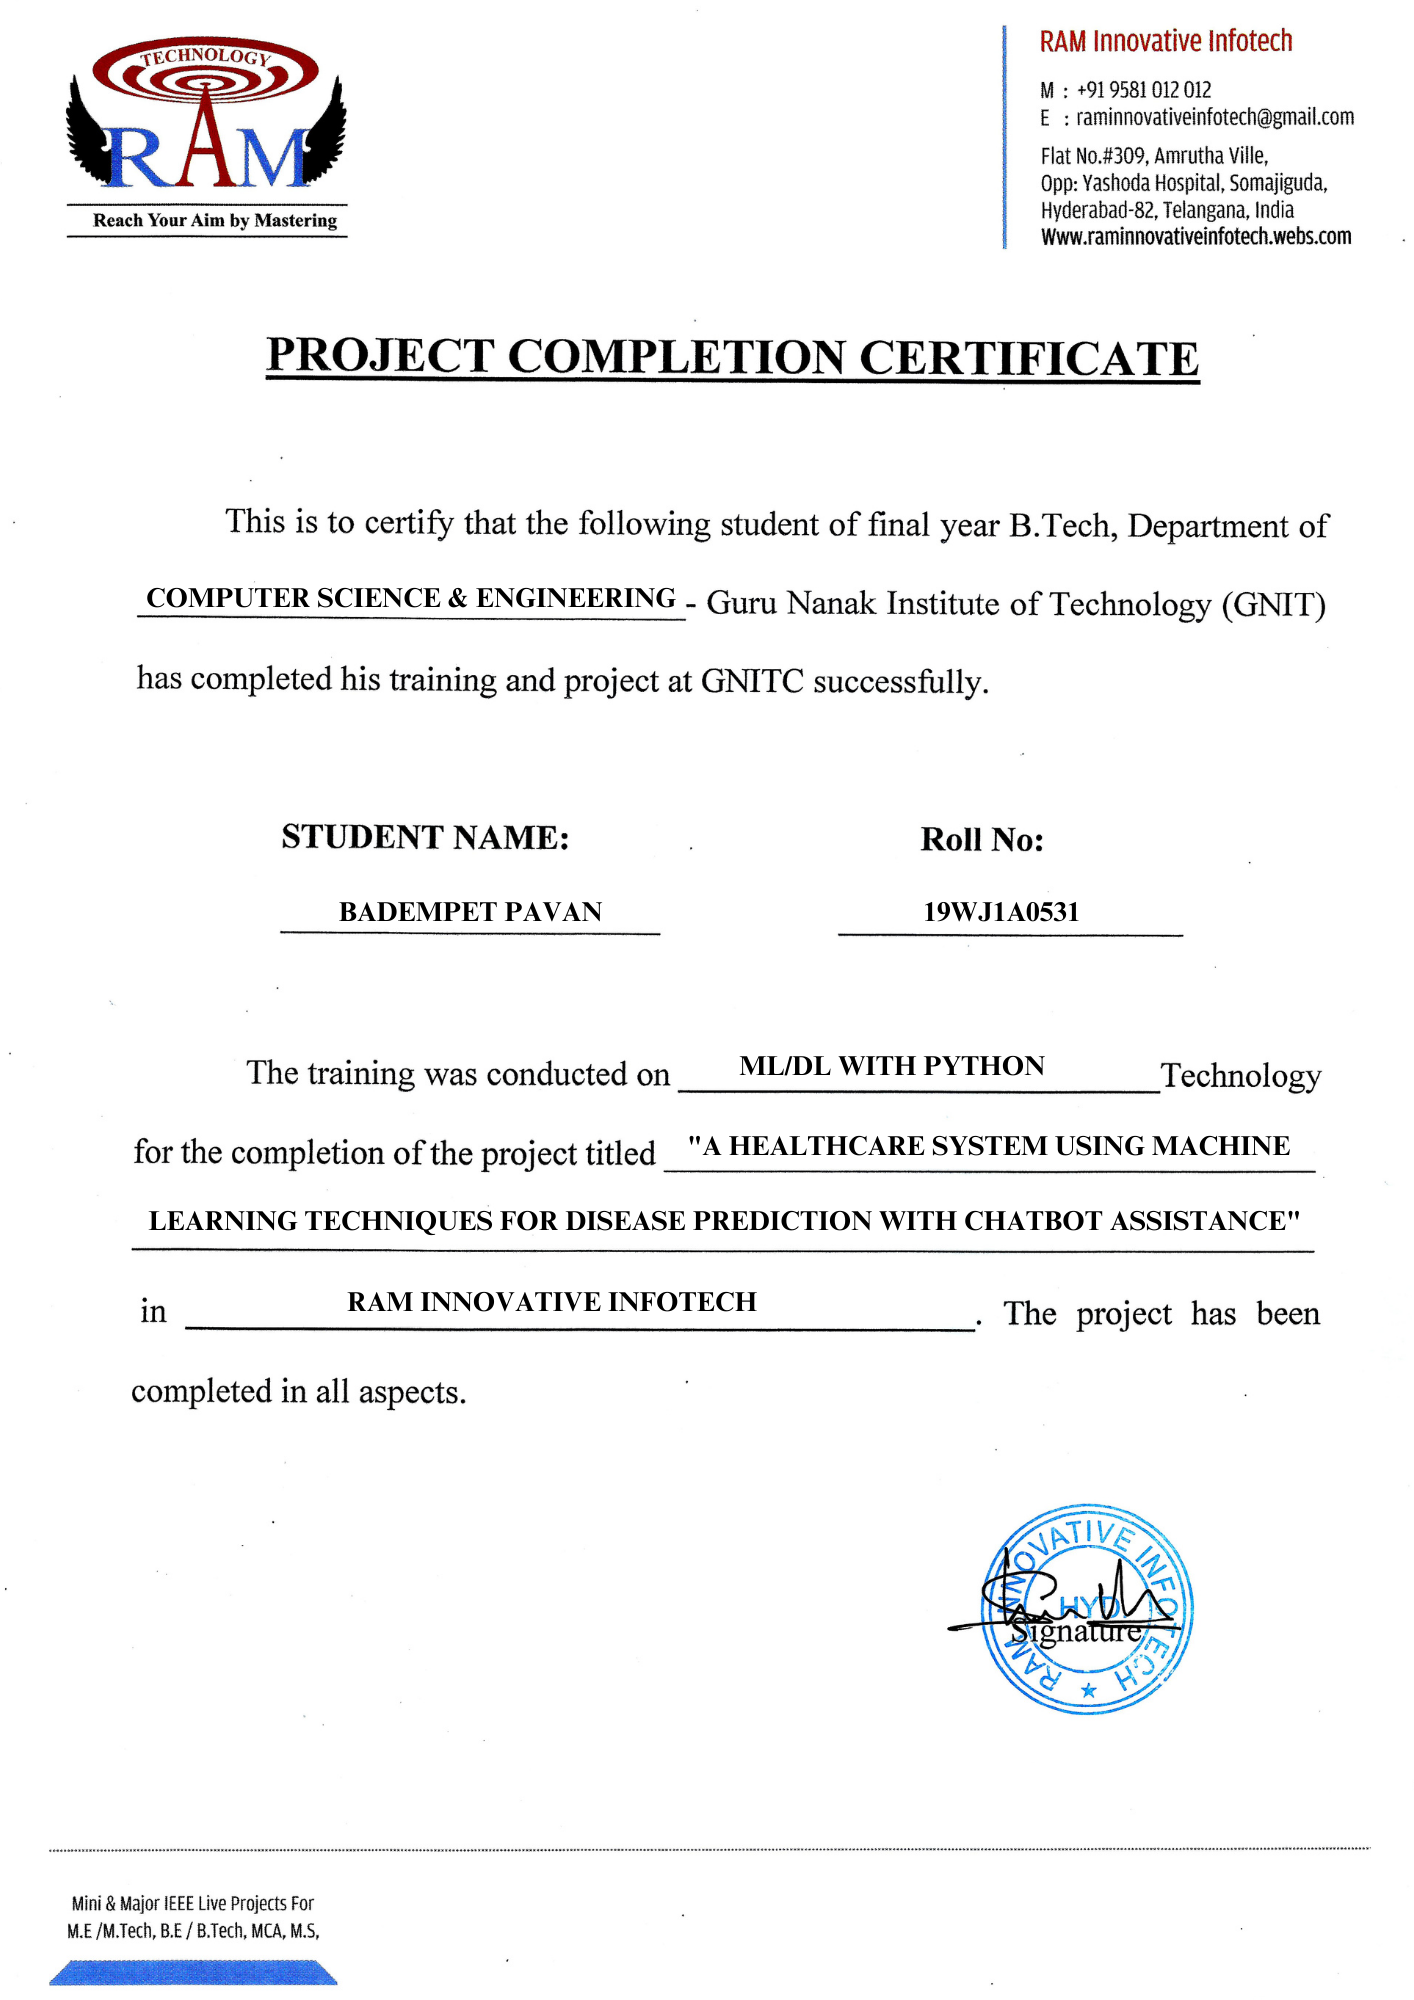 TECHNOLOGY
RAM
Reach Your Aim by Mastering
RAM Innovative Infotech
M : +91 9581 012 012
E : raminnovativeinfotech@gmail.com
Flat No.#309, Amrutha Ville,
Opp: Yashoda Hospital, Somajiguda,
Hyderabad-82, Telangana, India
Www.raminnovativeinfotech.webs.com
PROJECT COMPLETION CERTIFICATE
This is to certify that the following student of final year B.Tech, Department of
COMPUTER SCIENCE & ENGINEERING - Guru Nanak Institute of Technology (GNIT)
has completed his training and project at GNITC successfully.
STUDENT NAME: Roll No:
BADEMPET PAVAN 19WJ1A0531
The training was conducted on ML/DL WITH PYTHON Technology
for the completion of the project titled "A HEALTHCARE SYSTEM USING MACHINE
LEARNING TECHNIQUES FOR DISEASE PREDICTION WITH CHATBOT ASSISTANCE"
in RAM INNOVATIVE INFOTECH. The project has been
completed in all aspects.
RAM INNOVATIVE INFOTECH
HYD.
Signature
Mini & Major IEEE Live Projects For
M.E /M.Tech, B.E / B.Tech, MCA, M.S,